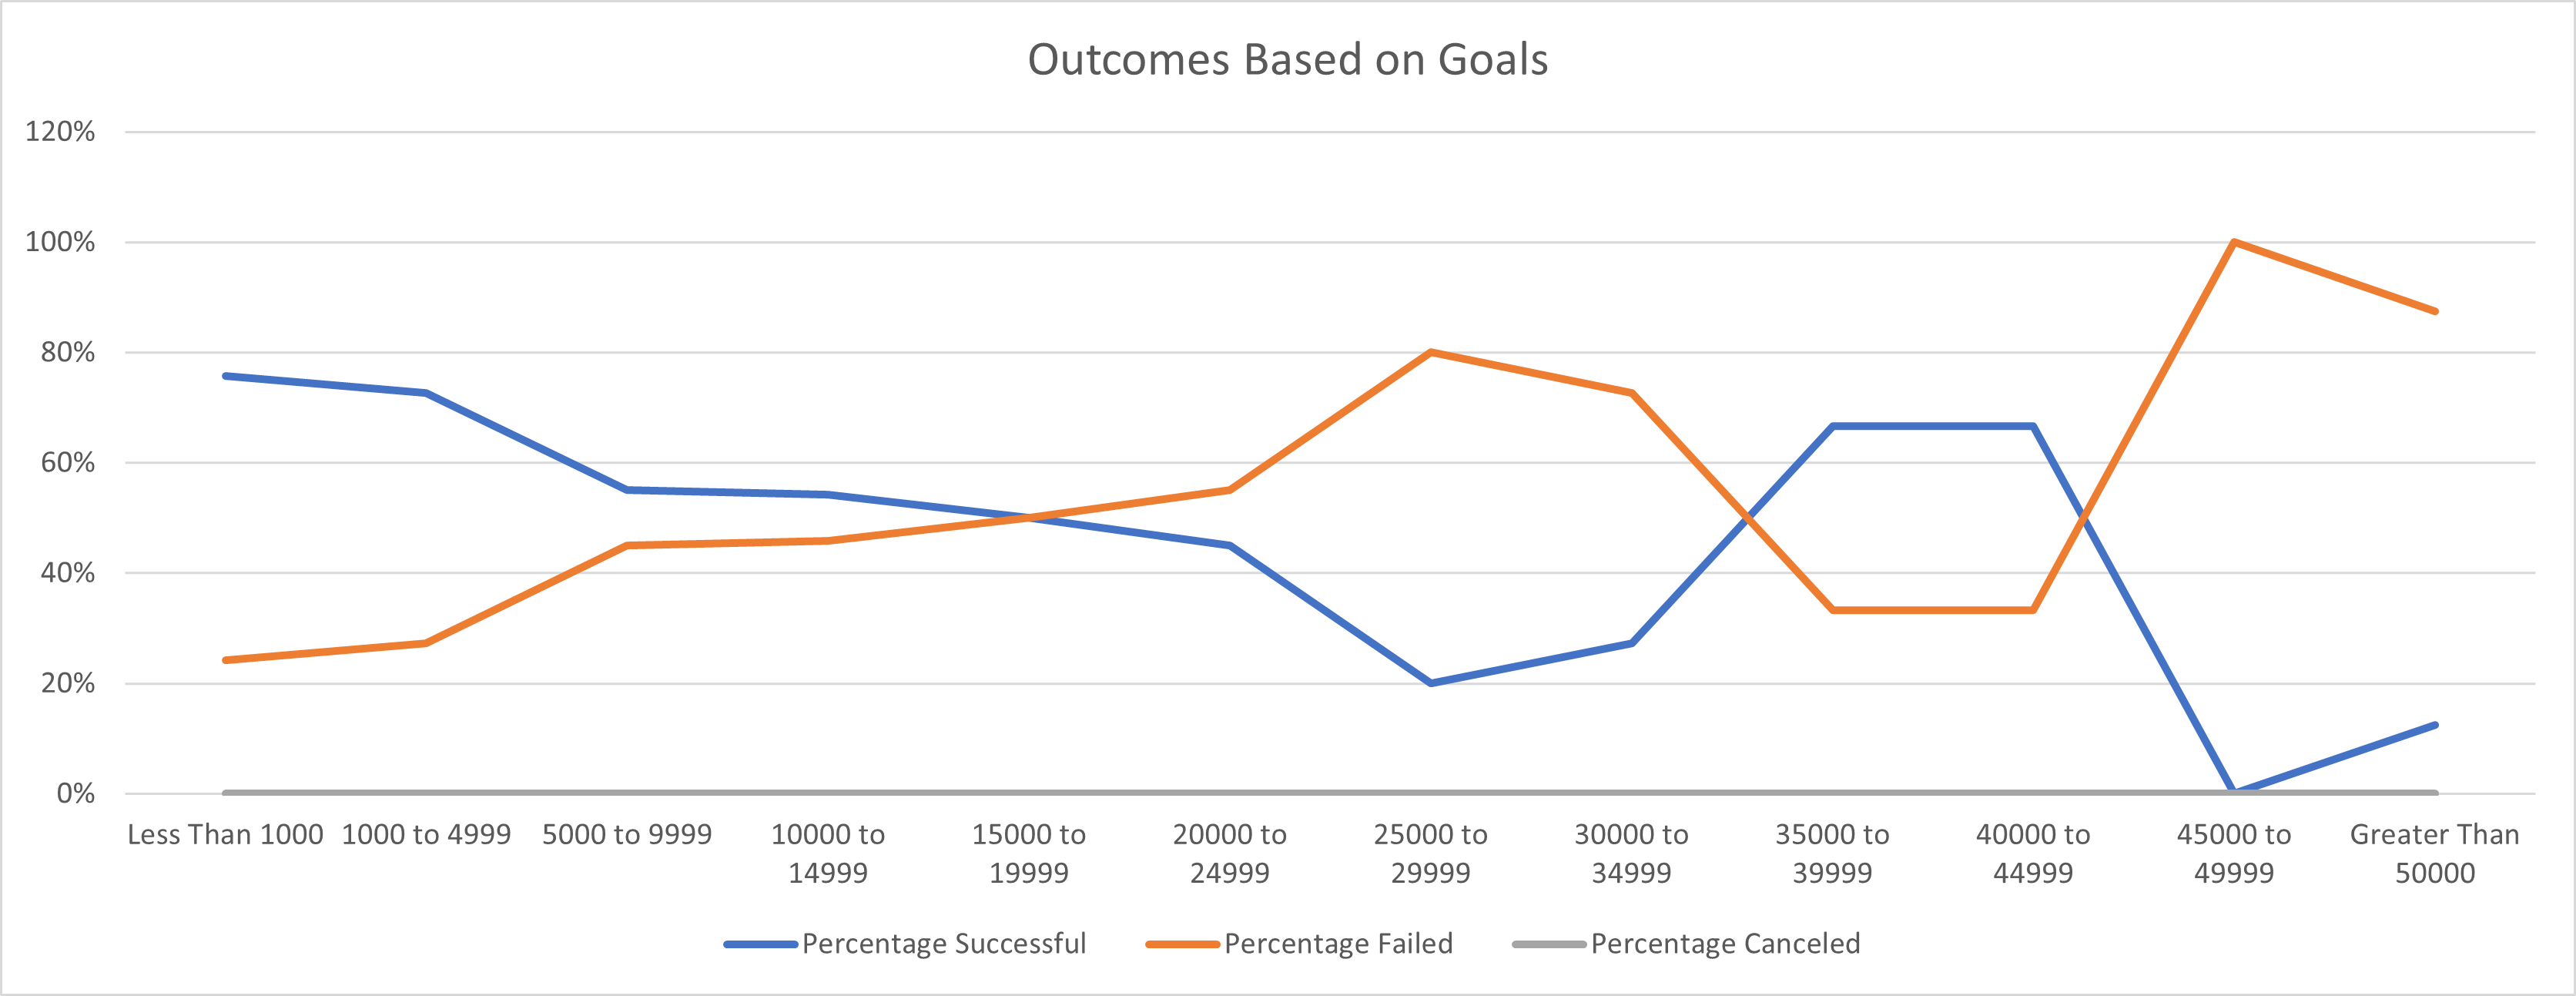 Outcomes Based on Goals
120%
100%
80%
60%
40%
20%
0%
Less Than 1000 1000 to 4999 5000 to 9999 10000 to 15000 to 20000 to 25000 to 30000 to 35000 to 40000 to 45000 to Greater Than
14999 19999 24999 29999 34999 39999 44999 49999 50000
Percentage Successful Percentage Failed Percentage Canceled